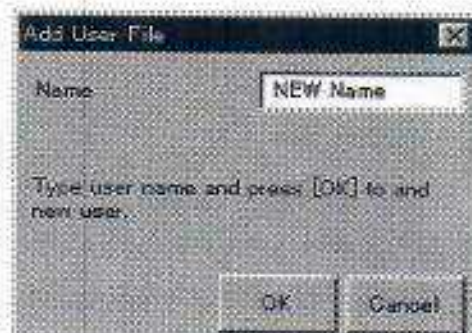 Add User File
Name NEW Name
Type user name and press [OK] to and
new user.
OK Cancel